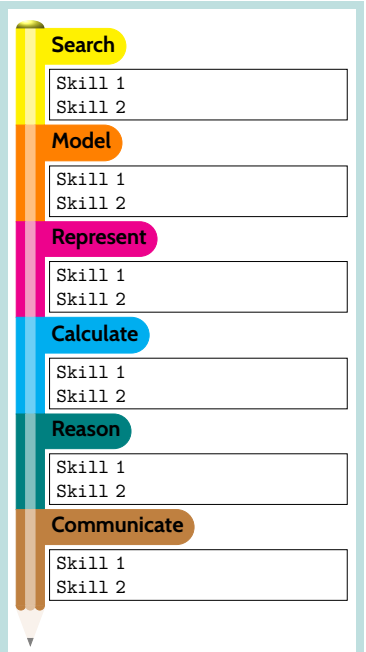 Search
Skill 1
Skill 2
Model
Skill 1
Skill 2
Represent
Skill 1
Skill 2
Calculate
Skill 1
Skill 2
Reason
Skill 1
Skill 2
Communicate
Skill 1
Skill 2